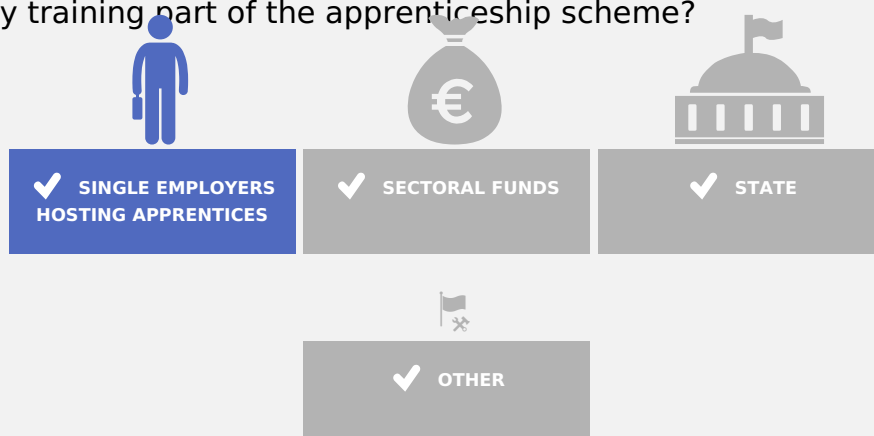 y training part of the apprenticeship scheme?
€
SINGLE EMPLOYERS
HOSTING APPRENTICES
SECTORAL FUNDS
STATE
OTHER